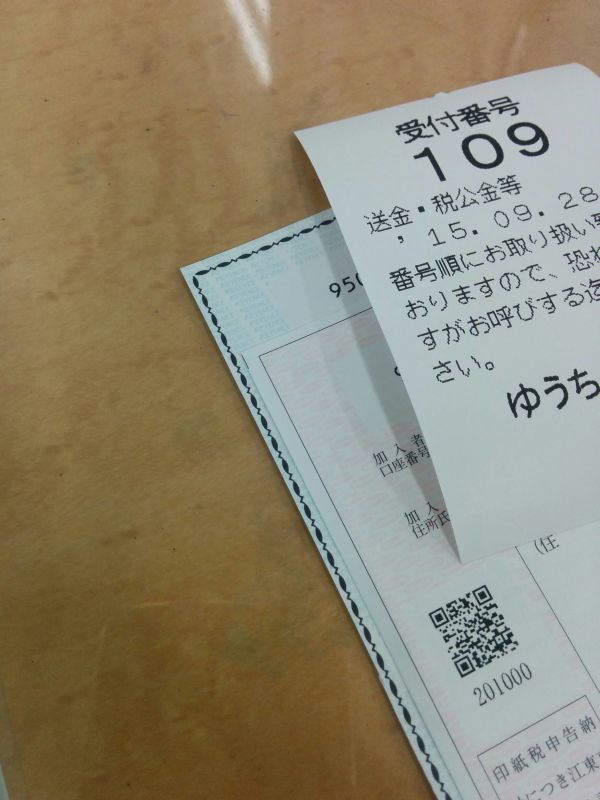 受付番号
109
送金・税公金等
'15.09.28
番号順にお取り扱い
おりますので、恐
すがお呼びする迄
さい。
ゆうち
950
加入者
口座番号
加入
住所氏
(住
201000
印紙税申告納
につき江東